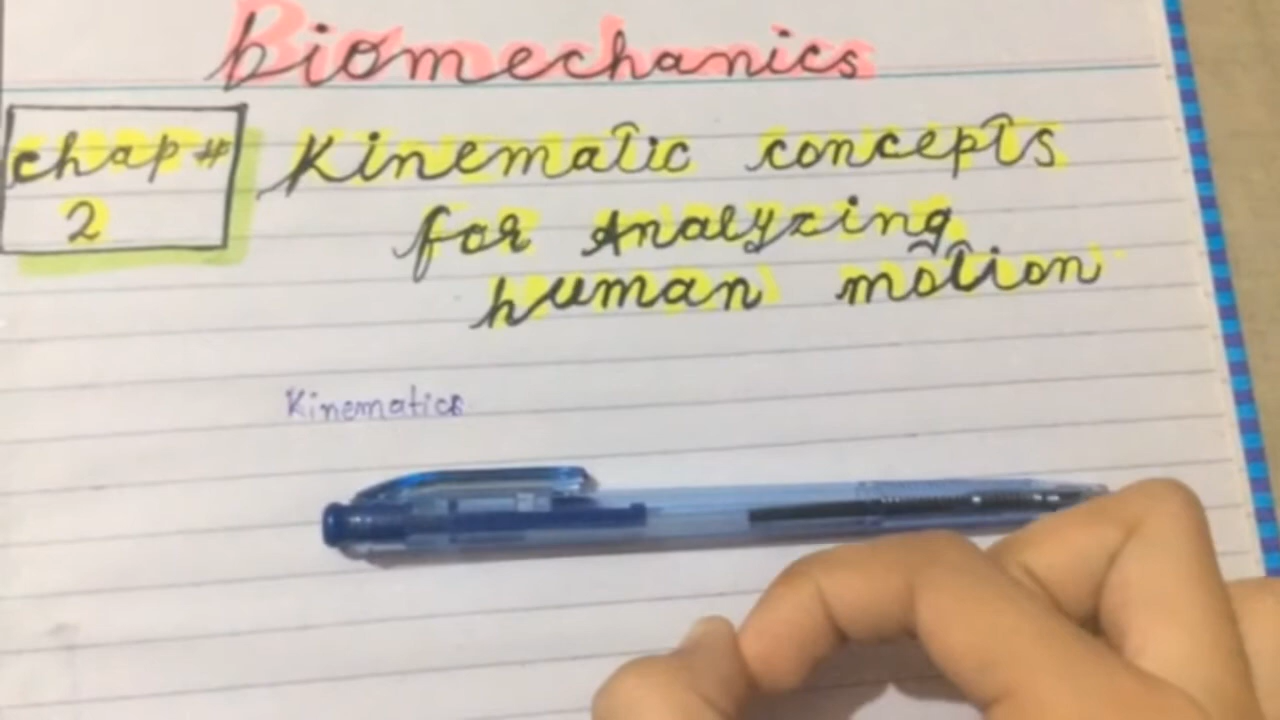 Biomechanics
chap #
2
Kinematic concepts
for Analyzing
human motion
Kinematics